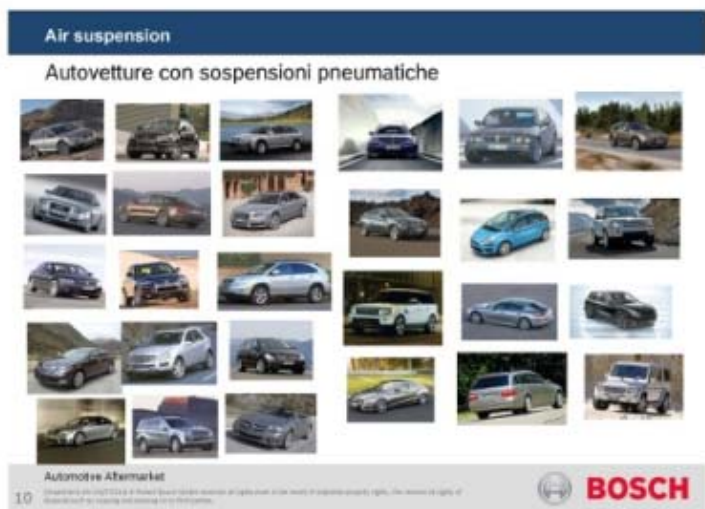 Air suspension
Autovetture con sospensioni pneumatiche
Automotive Aftermarket
10
BOSCH